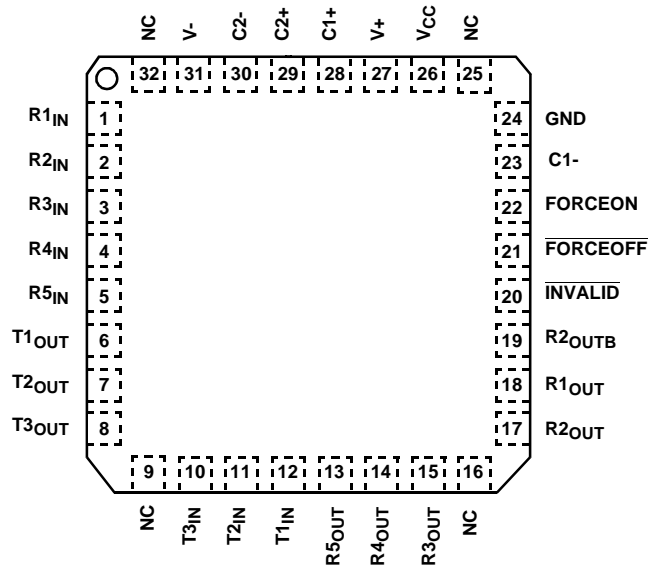 NC V- C2- C2+ C1+ V+ VCC NC
32 31 30 29 28 27 26 25
R1IN 1 24 GND
R2IN 2 23 C1-
R3IN 3 22 FORCEON
R4IN 4 21 FORCEOFF
R5IN 5 20 INVALID
T1OUT 6 19 R2OUTB
T2OUT 7 18 R1OUT
T3OUT 8 17 R2OUT
9 10 11 12 13 14 15 16
NC T3IN T2IN T1IN R5OUT R4OUT R3OUT NC